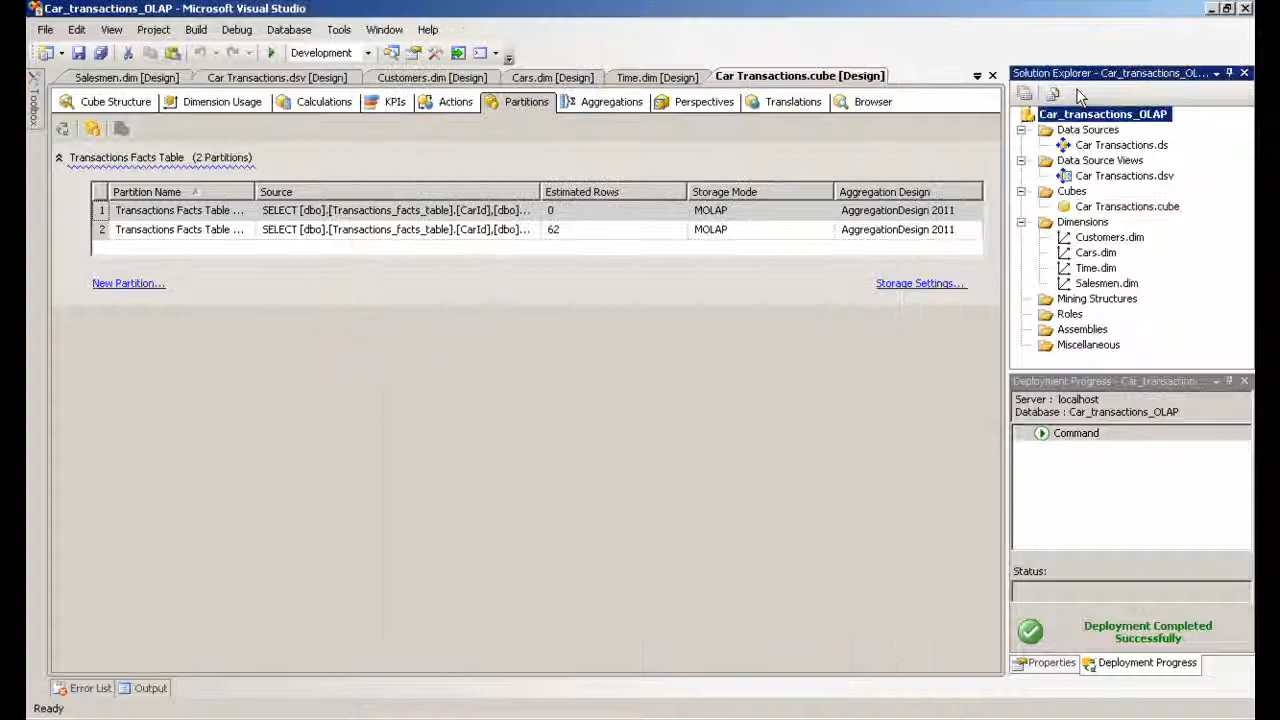 Car_transactions_OLAP - Microsoft Visual Studio
File Edit View Project Build Debug Database Tools Window Help
Development
Salesmen.dim [Design] Car Transactions.dsv [Design] Customers.dim [Design] Cars.dim [Design] Time.dim [Design] Car Transactions.cube [Design]
Cube Structure Dimension Usage Calculations KPIs Actions Partitions Aggregations Perspectives Translations Browser
Toolbox
Transactions Facts Table (2 Partitions)
Partition Name Source Estimated Rows Storage Mode Aggregation Design
1 Transactions Facts Table ... SELECT [dbo].[Transactions_facts_table].[CarId],[dbo]... 0 MOLAP AggregationDesign 2011
2 Transactions Facts Table ... SELECT [dbo].[Transactions_facts_table].[CarId],[dbo]... 62 MOLAP AggregationDesign 2011
New Partition... Storage Settings...
Solution Explorer - Car_transactions_OL...
Car_transactions_OLAP
Data Sources
Car Transactions.ds
Data Source Views
Car Transactions.dsv
Cubes
Car Transactions.cube
Dimensions
Customers.dim
Cars.dim
Time.dim
Salesmen.dim
Mining Structures
Roles
Assemblies
Miscellaneous
Deployment Progress - Car_transaction...
Server : localhost
Database : Car_transactions_OLAP
Command
Status:
Deployment Completed
Successfully
Properties Deployment Progress
Error List Output
Ready